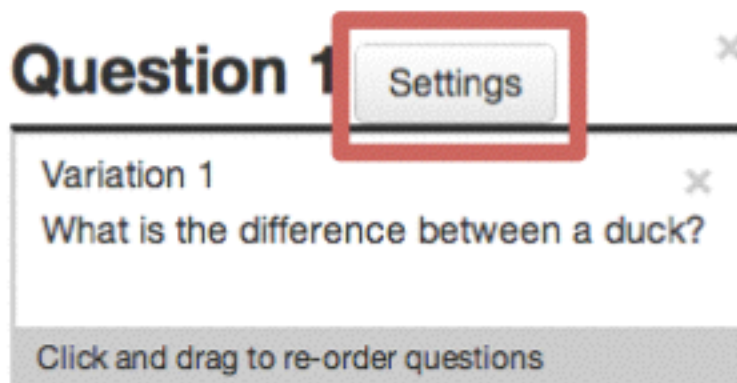 Question 1 Settings
Variation 1
What is the difference between a duck?
Click and drag to re-order questions